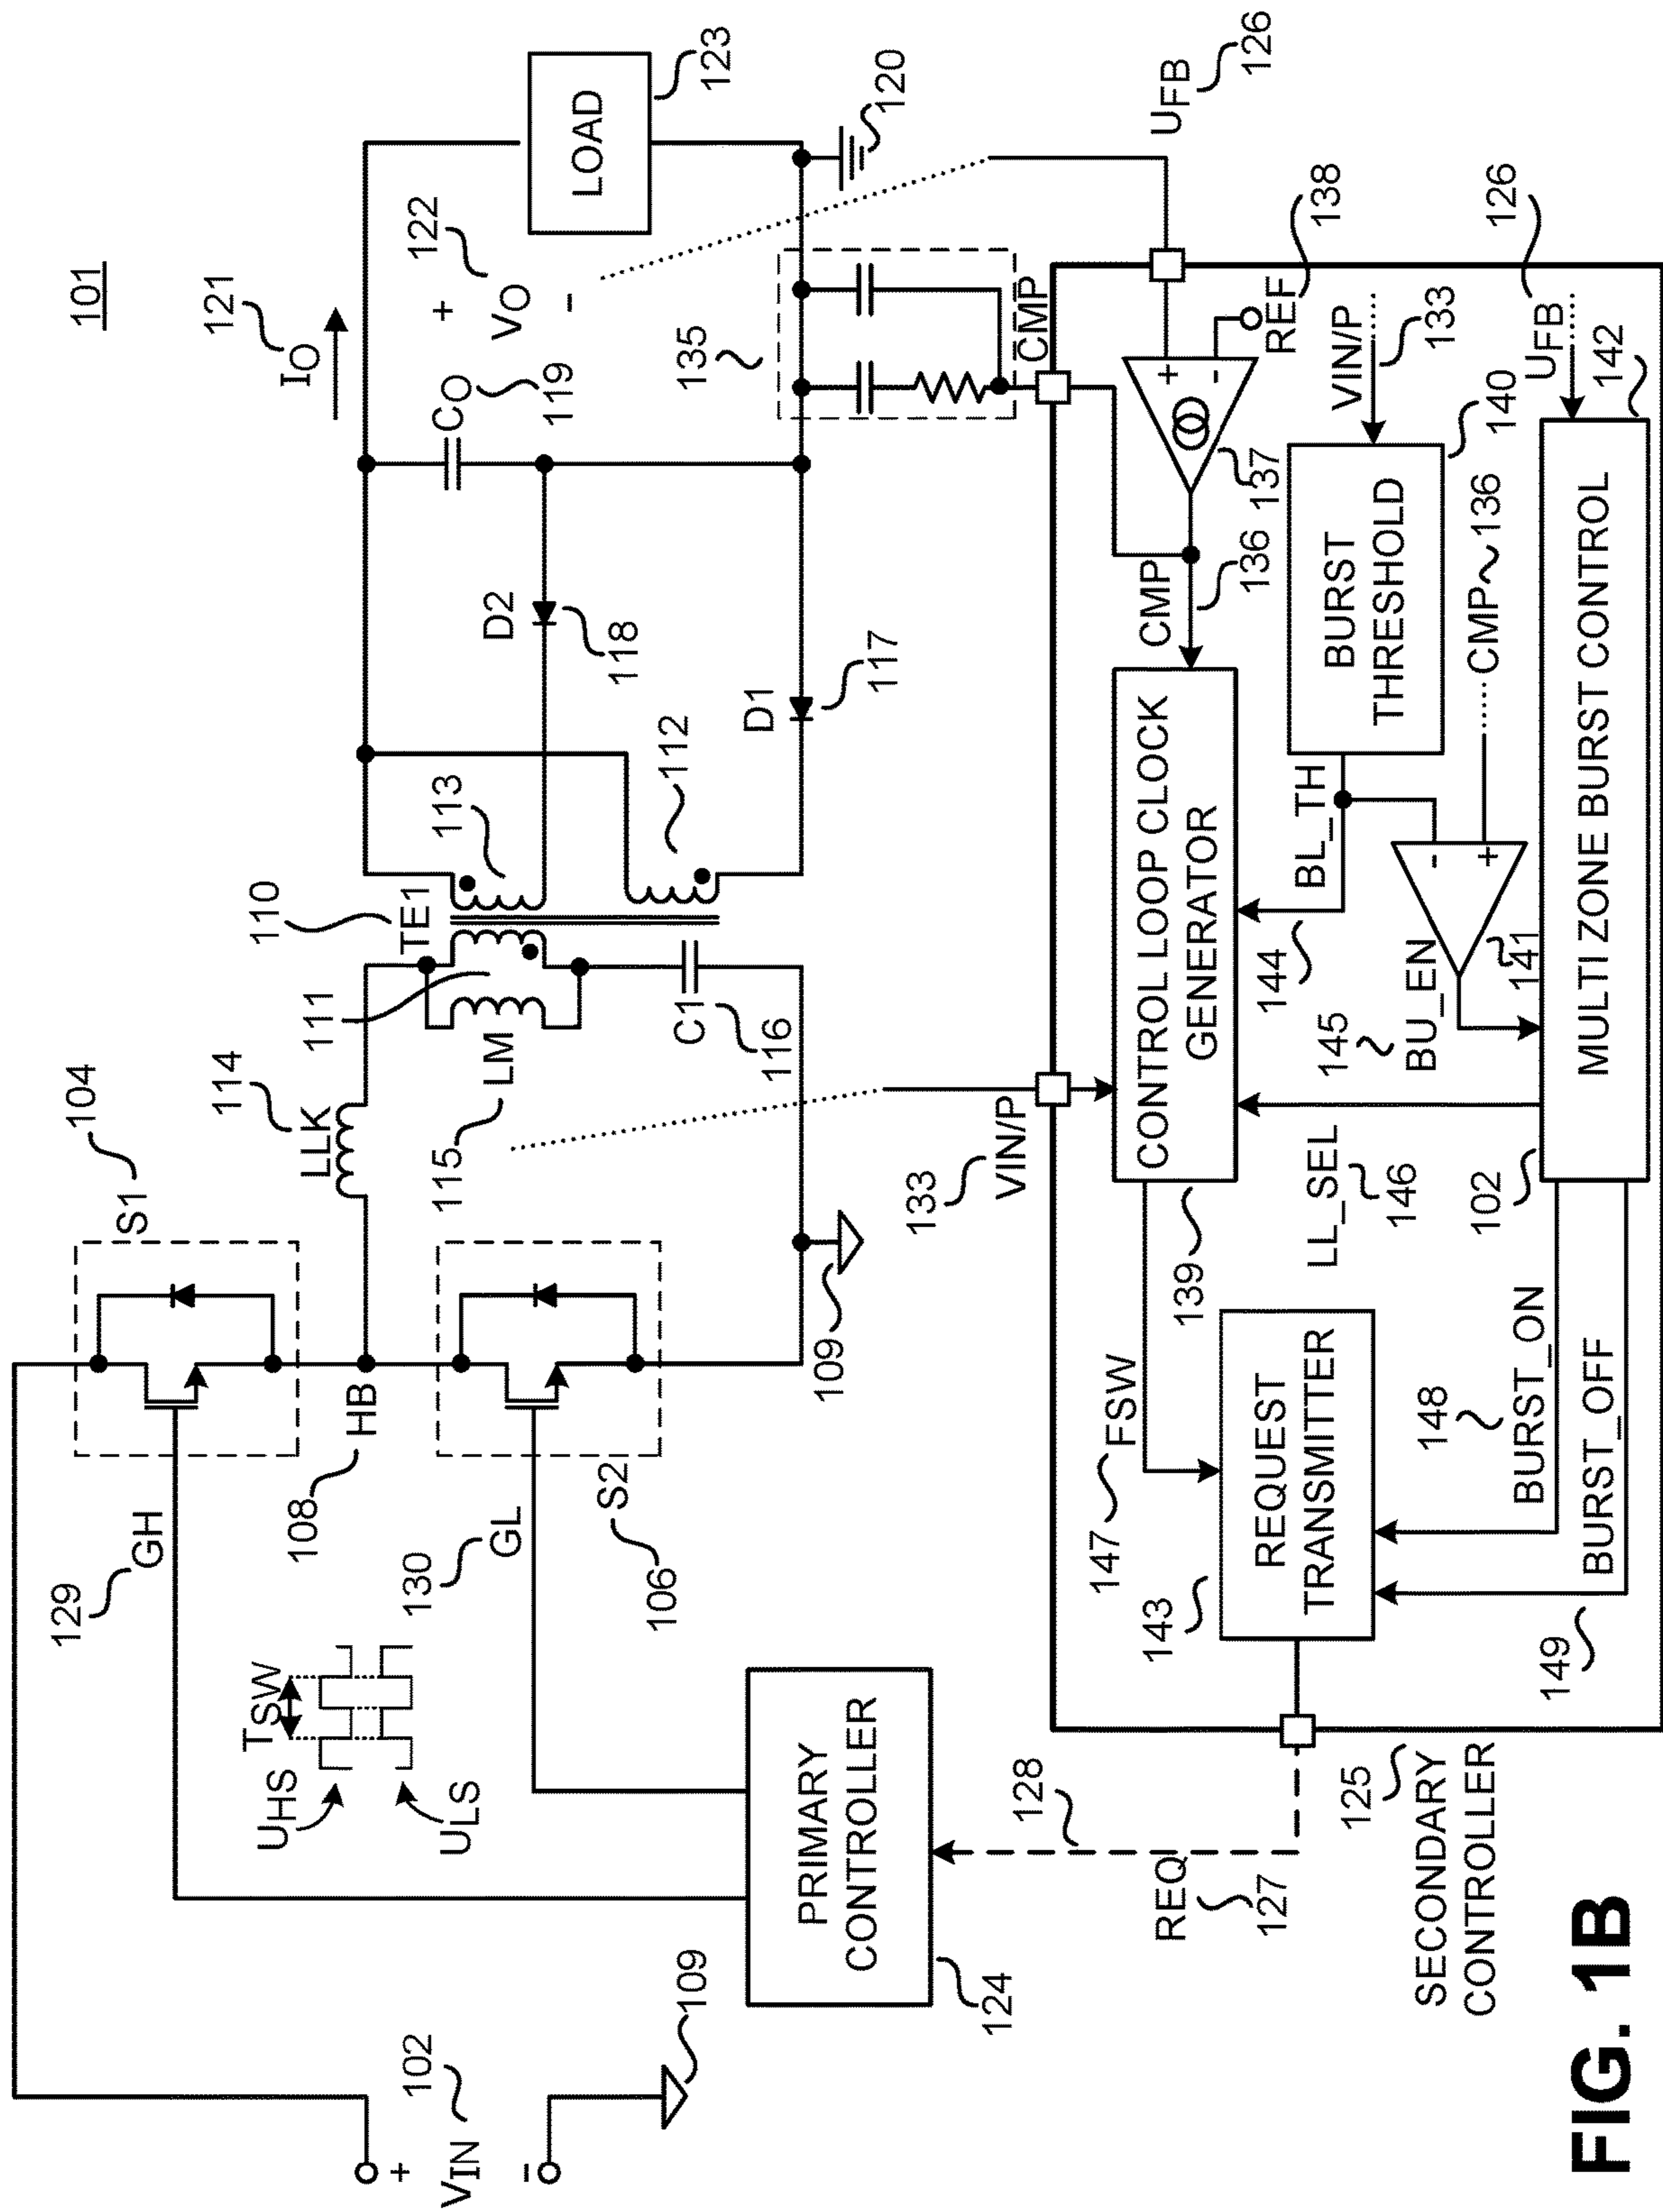 101
IO
121
+
VO
-
122
CO
119
LOAD
123
120
D2
118
D1
117
135
CMP
UFB
126
113
112
110
TE1
111
LM
115
C1
116
LLK
114
104
S1
HB
108
S2
106
109
GH
129
GL
130
TSW
UHS
ULS
+
VIN
-
102
109
PRIMARY
CONTROLLER
124
REQ
127
128
SECONDARY
CONTROLLER
125
VIN/P
133
+
-
REF
138
137
CMP
136
CONTROL LOOP CLOCK
GENERATOR
139
VIN/P
133
BURST
THRESHOLD
140
BL_TH
144
-
+
CMP
136
141
BU_EN
145
UFB
126
MULTI ZONE BURST CONTROL
142
102
LL_SEL
146
FSW
147
REQUEST
TRANSMITTER
143
BURST_ON
148
BURST_OFF
149
FIG. 1B